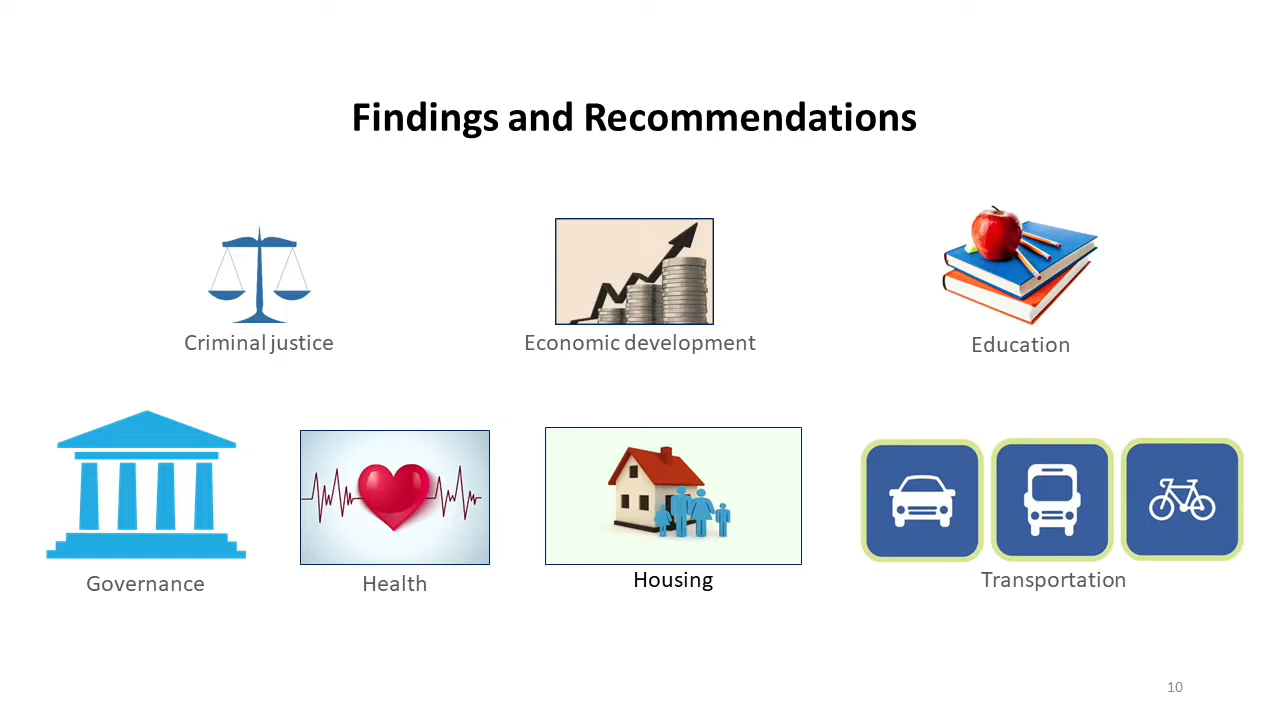 Findings and Recommendations
Criminal justice
Economic development
Education
Governance
Health
Housing
Transportation
10